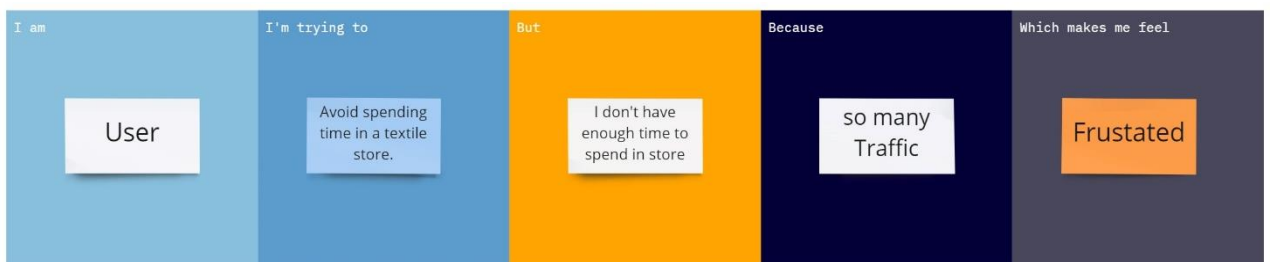 I am
User
I'm trying to
Avoid spending
time in a textile
store.
But
I don't have
enough time to
spend in store
Because
so many
Traffic
Which makes me feel
Frustated